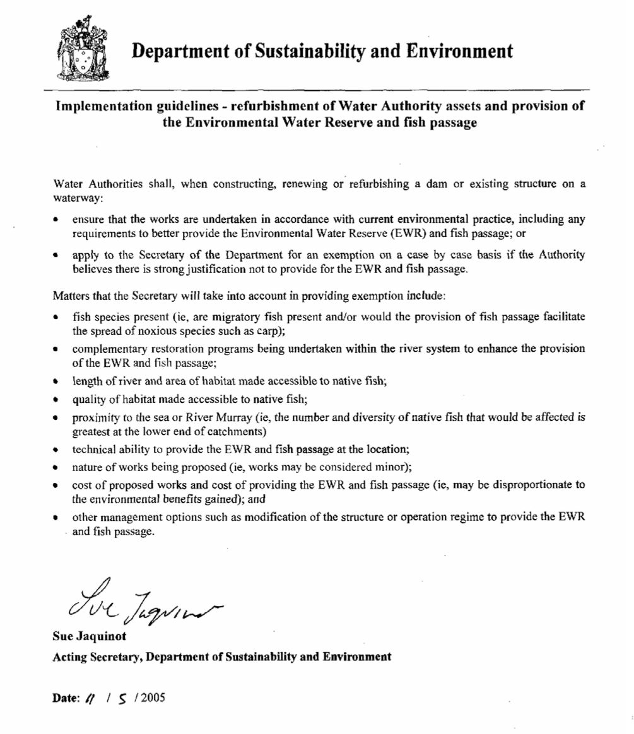 Department of Sustainability and Environment
Implementation guidelines - refurbishment of Water Authority assets and provision of
the Environmental Water Reserve and fish passage
Water Authorities shall, when constructing, renewing or refurbishing a dam or existing structure on a
waterway:
• ensure that the works are undertaken in accordance with current environmental practice, including any
requirements to better provide the Environmental Water Reserve (EWR) and fish passage; or
• apply to the Secretary of the Department for an exemption on a case by case basis if the Authority
believes there is strong justification not to provide for the EWR and fish passage.
Matters that the Secretary will take into account in providing exemption include:
• fish species present (ie, are migratory fish present and/or would the provision of fish passage facilitate
the spread of noxious species such as carp);
• complementary restoration programs being undertaken within the river system to enhance the provision
of the EWR and fish passage;
• length of river and area of habitat made accessible to native fish;
• quality of habitat made accessible to native fish;
• proximity to the sea or River Murray (ie, the number and diversity of native fish that would be affected is
greatest at the lower end of catchments)
• technical ability to provide the EWR and fish passage at the location;
• nature of works being proposed (ie, works may be considered minor);
• cost of proposed works and cost of providing the EWR and fish passage (ie, may be disproportionate to
the environmental benefits gained); and
• other management options such as modification of the structure or operation regime to provide the EWR
and fish passage.
Sue Jaquinot
Sue Jaquinot
Acting Secretary, Department of Sustainability and Environment
Date: 11 / 5 / 2005